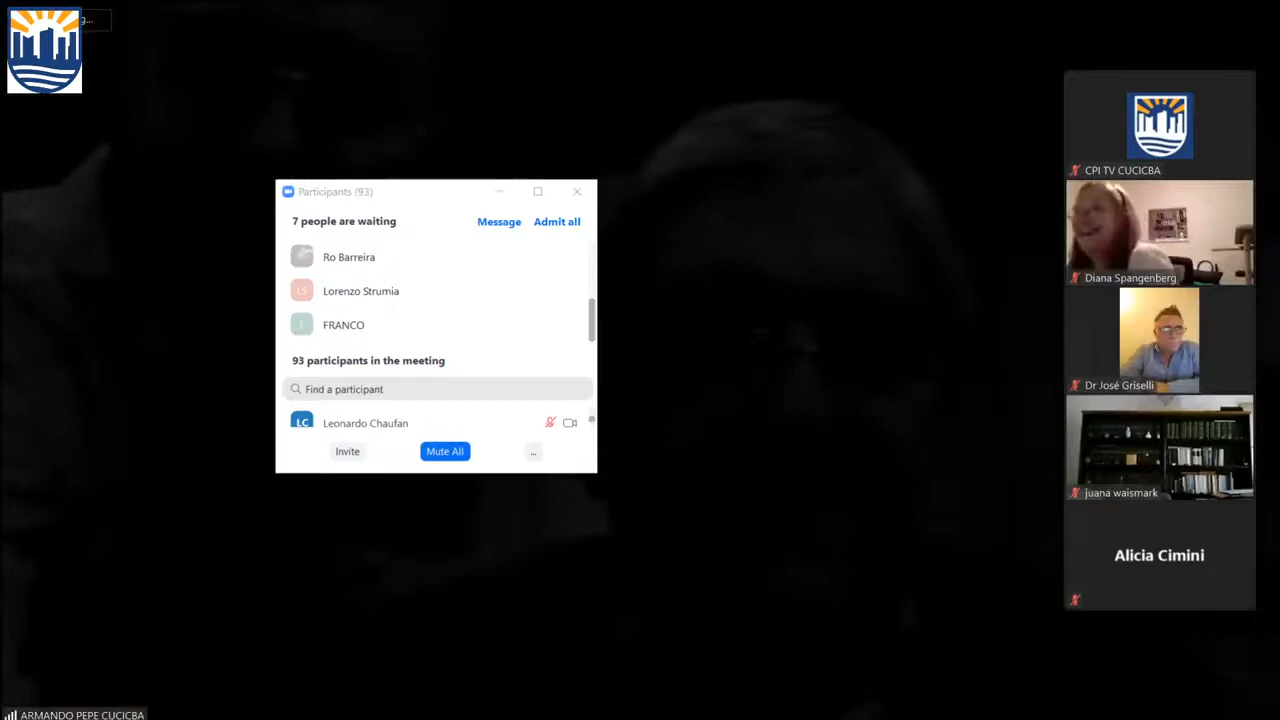 g...
Participants (93)
7 people are waiting
Message
Admit all
Ro Barreira
LS
Lorenzo Strumia
F
FRANCO
93 participants in the meeting
Find a participant
LC
Leonardo Chaufan
Invite
Mute All
...
CPI TV CUCICBA
Diana Spangenberg
Dr José Griselli
juana waismark
Alicia Cimini
ARMANDO PEPE CUCICBA